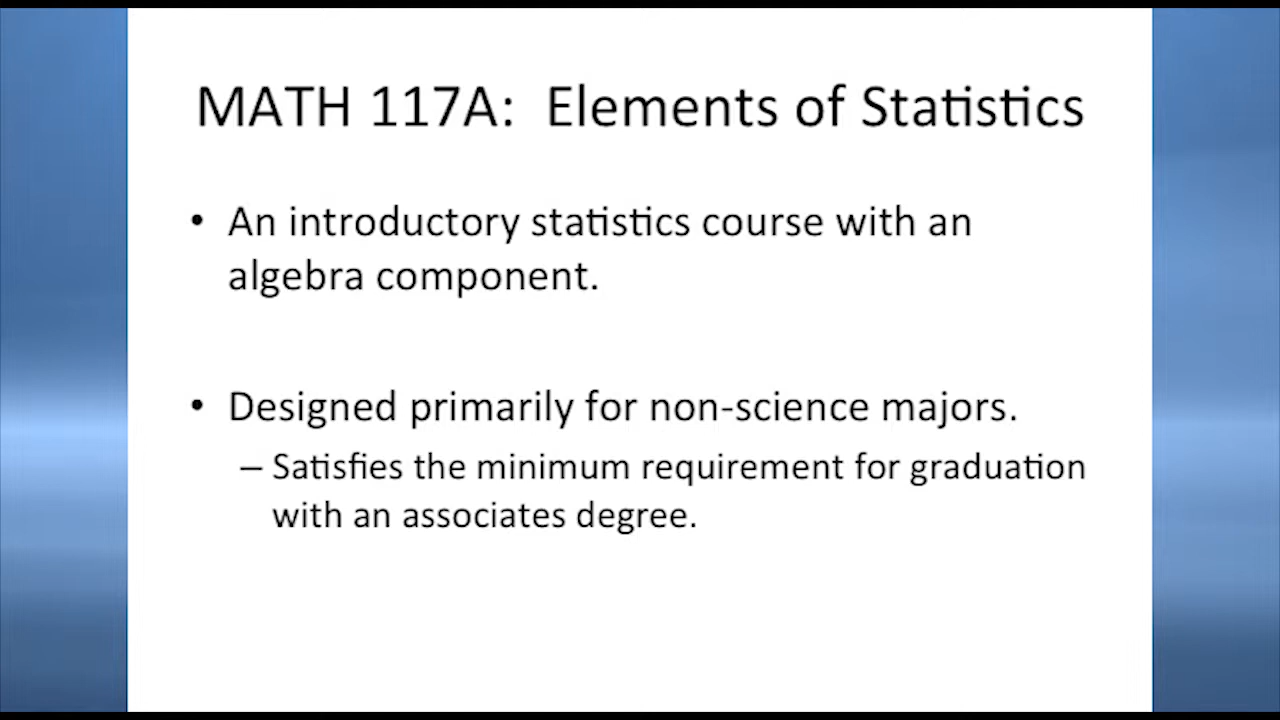 MATH 117A:  Elements of Statistics
• An introductory statistics course with an
algebra component.
• Designed primarily for non-science majors.
– Satisfies the minimum requirement for graduation
with an associates degree.